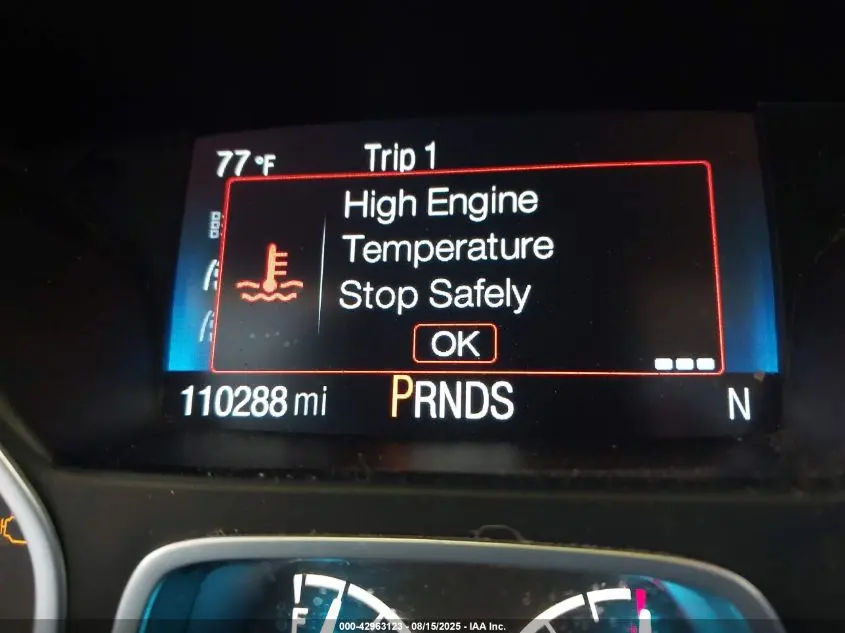 77°F Trip 1
High Engine
Temperature
Stop Safely
OK
110288 mi PRNDS N
F
000-42963123 - 08/15/2025 - IAA Inc.